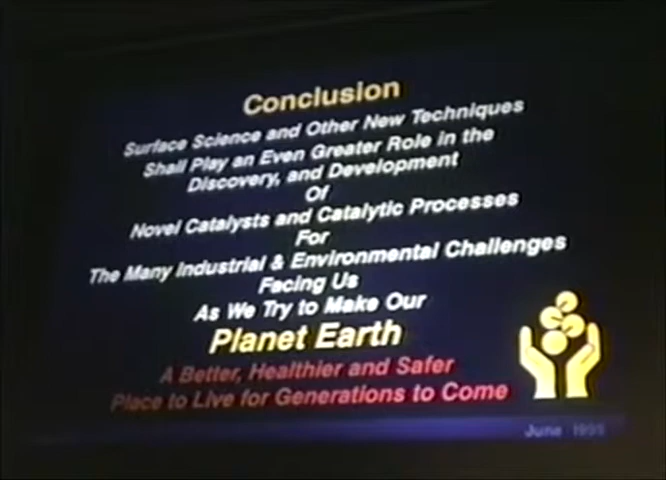 Conclusion
Surface Science and Other New Techniques
Shall Play an Even Greater Role in the
Discovery, and Development
Of
Novel Catalysts and Catalytic Processes
For
The Many Industrial & Environmental Challenges
Facing Us
As We Try to Make Our
Planet Earth
A Better, Healthier and Safer
Place to Live for Generations to Come
June